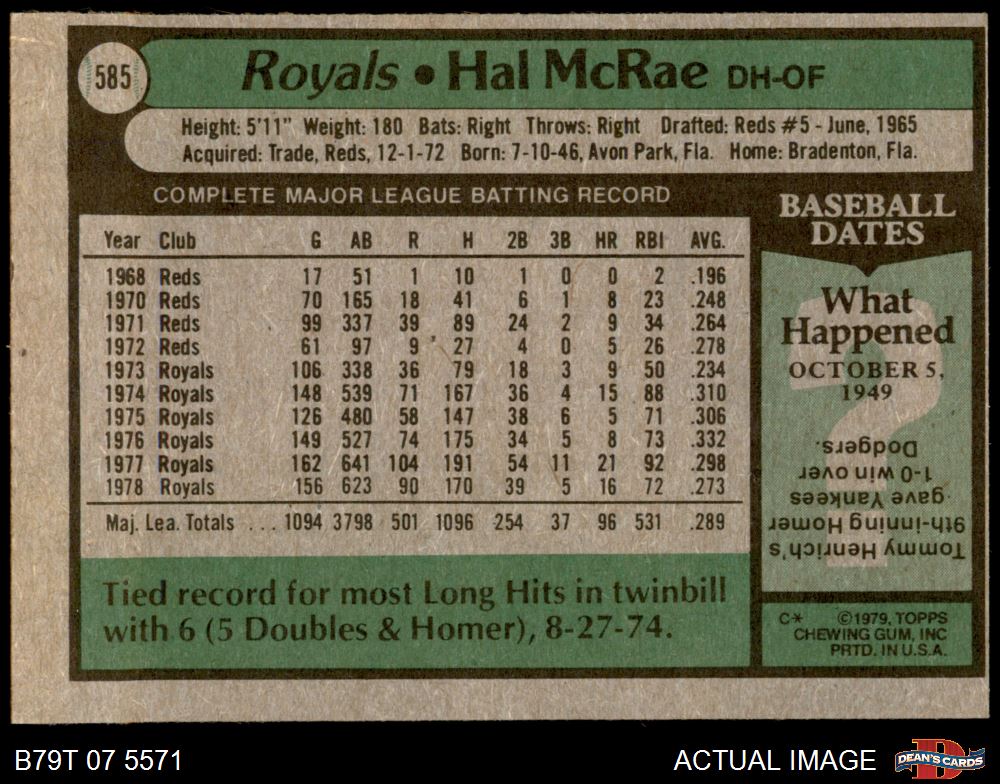 585
Royals • Hal McRae DH-OF
Height: 5'11" Weight: 180 Bats: Right Throws: Right Drafted: Reds #5 - June, 1965
Acquired: Trade, Reds, 12-1-72 Born: 7-10-46, Avon Park, Fla. Home: Bradenton, Fla.
COMPLETE MAJOR LEAGUE BATTING RECORD
Year Club G AB R H 2B 3B HR RBI AVG.
1968 Reds 17 51 1 10 1 0 0 2 .196
1970 Reds 70 165 18 41 6 1 8 23 .248
1971 Reds 99 337 39 89 24 2 9 34 .264
1972 Reds 61 97 9 27 4 0 5 26 .278
1973 Royals 106 338 36 79 18 3 9 50 .234
1974 Royals 148 539 71 167 36 4 15 88 .310
1975 Royals 126 480 58 147 38 6 5 71 .306
1976 Royals 149 527 74 175 34 5 8 73 .332
1977 Royals 162 641 104 191 54 11 21 92 .298
1978 Royals 156 623 90 170 39 5 16 72 .273
Maj. Lea. Totals ... 1094 3798 501 1096 254 37 96 531 .289
Tied record for most Long Hits in twinbill
with 6 (5 Doubles & Homer), 8-27-74.
BASEBALL
DATES
What
Happened
OCTOBER 5,
1949
Tommy Henrich's
9th-inning Homer
gave Yankees
1-0 win over
Dodgers.
C* ©1979, TOPPS
CHEWING GUM, INC
PRTD. IN U.S.A.
B79T 07 5571
ACTUAL IMAGE
D
DEAN'S CARDS